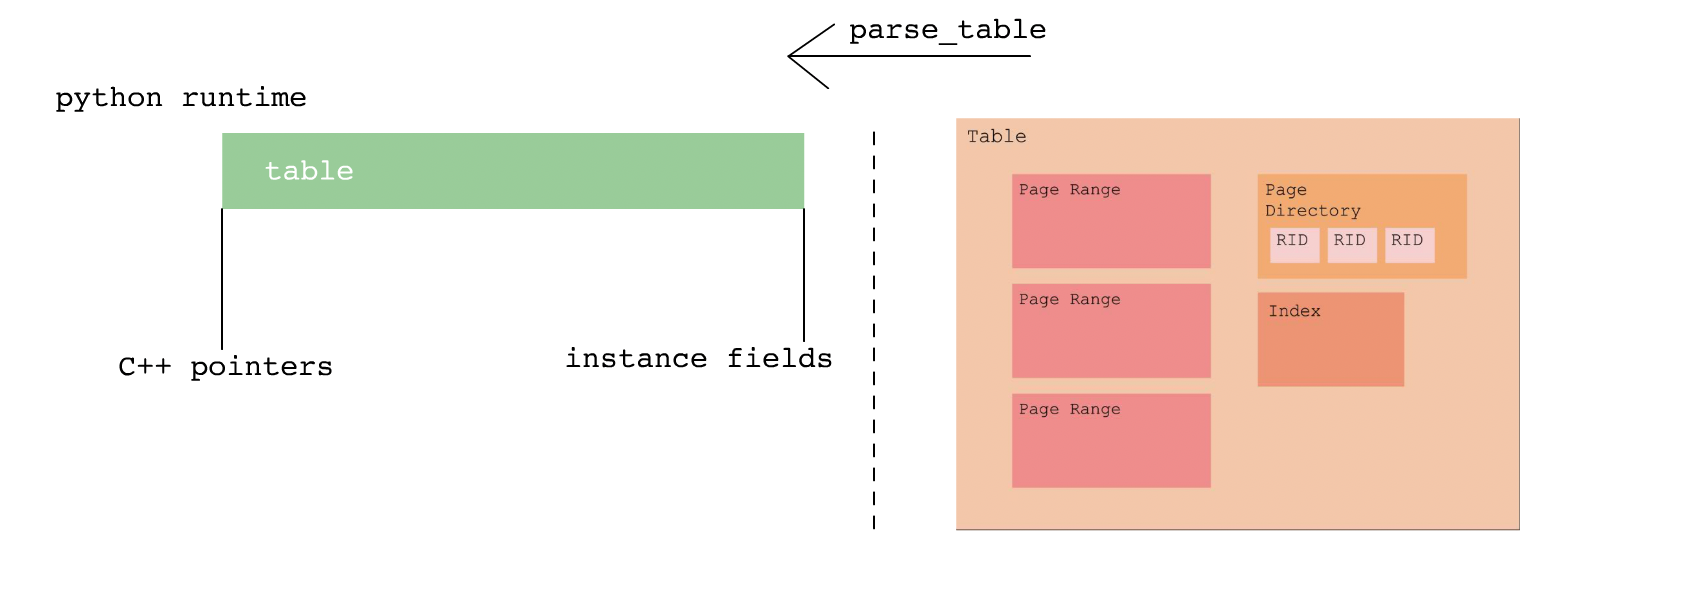 parse_table
python runtime
table
C++ pointers
instance fields
Table
Page Range
Page Range
Page Range
Page
Directory
RID RID RID
Index